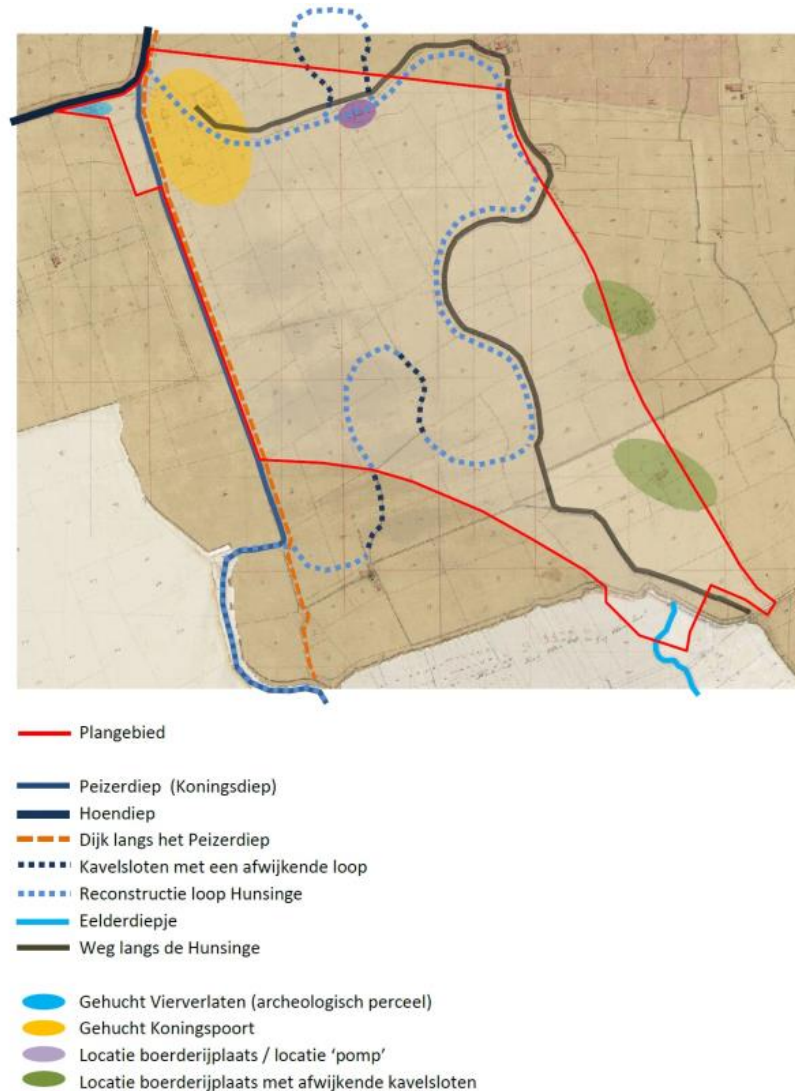 Plangebied
Peizerdiep (Koningsdiep)
Hoendiep
Dijk langs het Peizerdiep
Kavelsloten met een afwijkende loop
Reconstructie loop Hunsinge
Eelderdiepje
Weg langs de Hunsinge
Gehucht Vierverlaten (archeologisch perceel)
Gehucht Koningspoort
Locatie boerderijplaats / locatie ‘pomp’
Locatie boerderijplaats met afwijkende kavelsloten